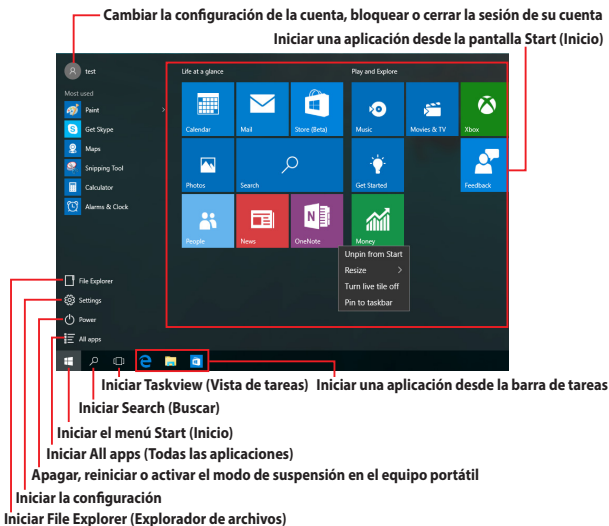 Cambiar la configuración de la cuenta, bloquear o cerrar la sesión de su cuenta
Iniciar una aplicación desde la pantalla Start (Inicio)
test
Life at a glance
Play and Explore
Most used
Paint
Get Skype
Maps
Snipping Tool
Calculator
Alarms & Clock
Calendar
Mail
Store (Beta)
Music
Movies & TV
Xbox
Photos
Search
Get Started
Feedback
People
News
OneNote
Money
Unpin from Start
Resize
Turn live tile off
Pin to taskbar
File Explorer
Settings
Power
All apps
Iniciar Taskview (Vista de tareas)
Iniciar una aplicación desde la barra de tareas
Iniciar Search (Buscar)
Iniciar el menú Start (Inicio)
Iniciar All apps (Todas las aplicaciones)
Apagar, reiniciar o activar el modo de suspensión en el equipo portátil
Iniciar la configuración
Iniciar File Explorer (Explorador de archivos)